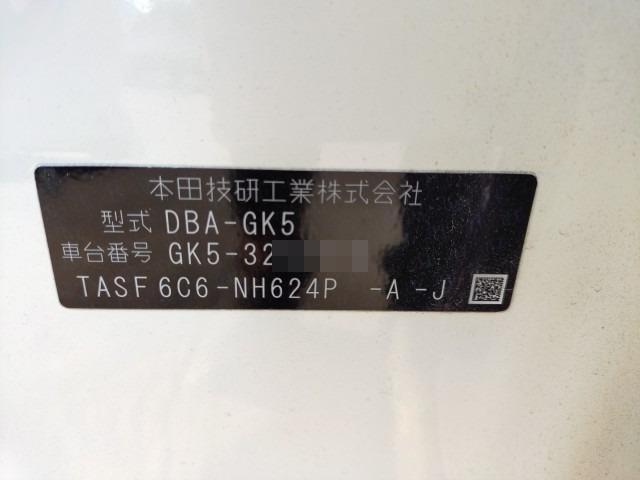 本田技研工業株式会社
型式 DBA-GK5
車台番号 GK5-32
TASF6C6-NH624P -A -J